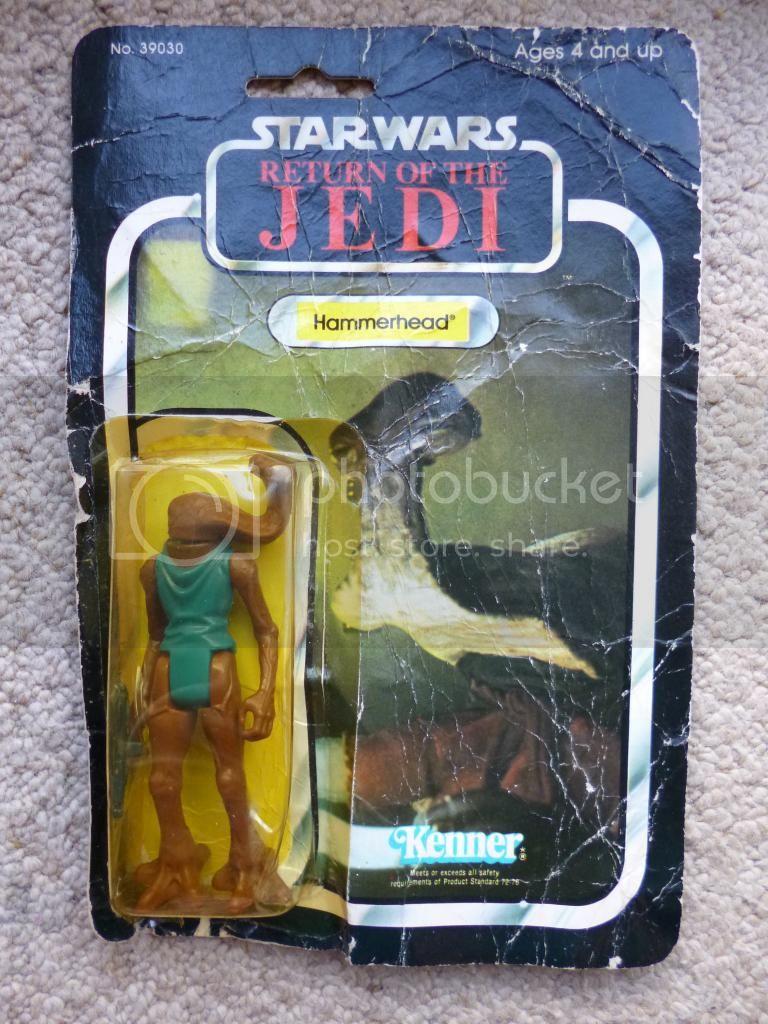 No. 39030
Ages 4 and up
STAR WARS
RETURN OF THE
JEDI
™
Hammerhead®
photobucket
host. store. share.
Kenner®
Meets or exceeds all safety
requirements of Product Standard 72-76